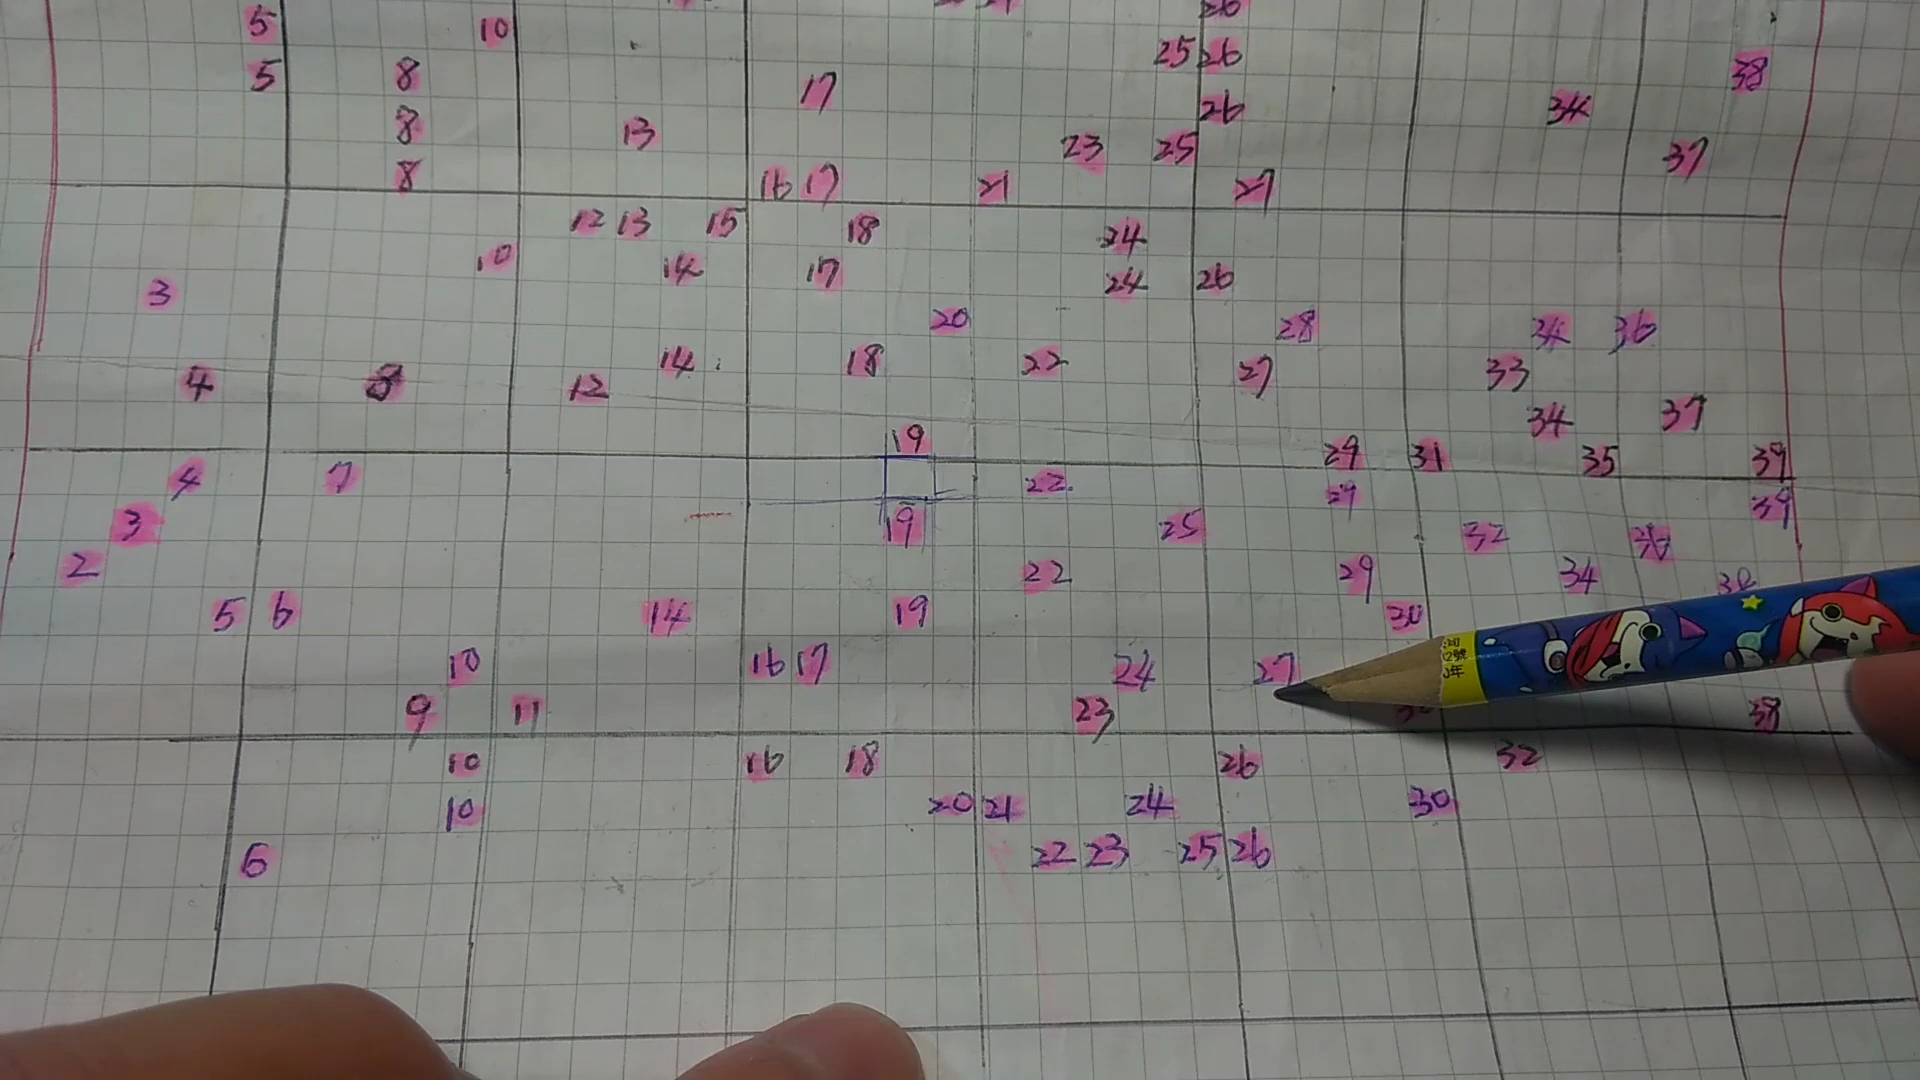 5 10 26
5 8 25 26 38
17
8 13 26 34
23 25 37
8 16 17 21 27
12 13 15 18 24
10 14 17 24 26
3 20 28 34 36
4 12 14 18 22 27 33
34 37
19 29 31 35 39
4 7 22 29 39
3 19 25 32
2 22 29 34
5 6 14 19 30
10 16 17 24 27
9 11 23
10 16 18 26 32
10 20 21 24 30
6 22 23 25 26